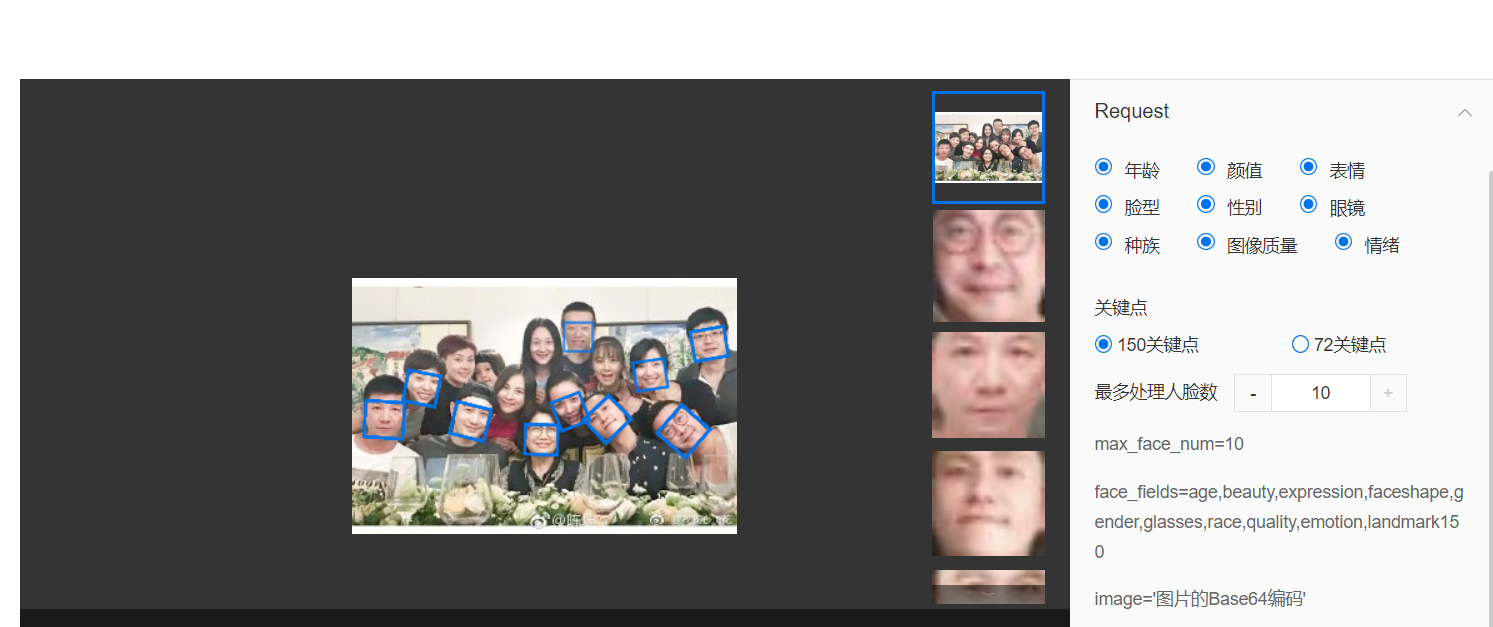 Request
年龄 颜值 表情
脸型 性别 眼镜
种族 图像质量 情绪
关键点
150关键点 72关键点
最多处理人脸数 - 10 +
max_face_num=10
face_fields=age,beauty,expression,faceshape,g
ender,glasses,race,quality,emotion,landmark15
0
image='图片的Base64编码'